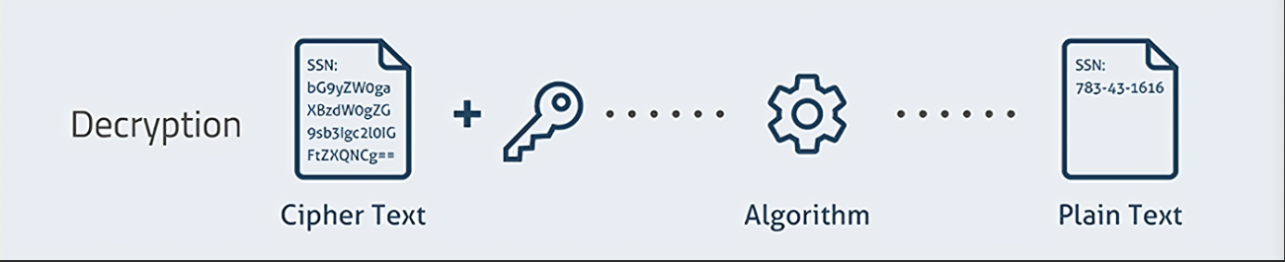 Decryption
SSN:
bG9yZW0ga
XBzdW0gZG
9sb3Igc2l0IG
FtZXQNCg==
+
Cipher Text
Algorithm
SSN:
783-43-1616
Plain Text